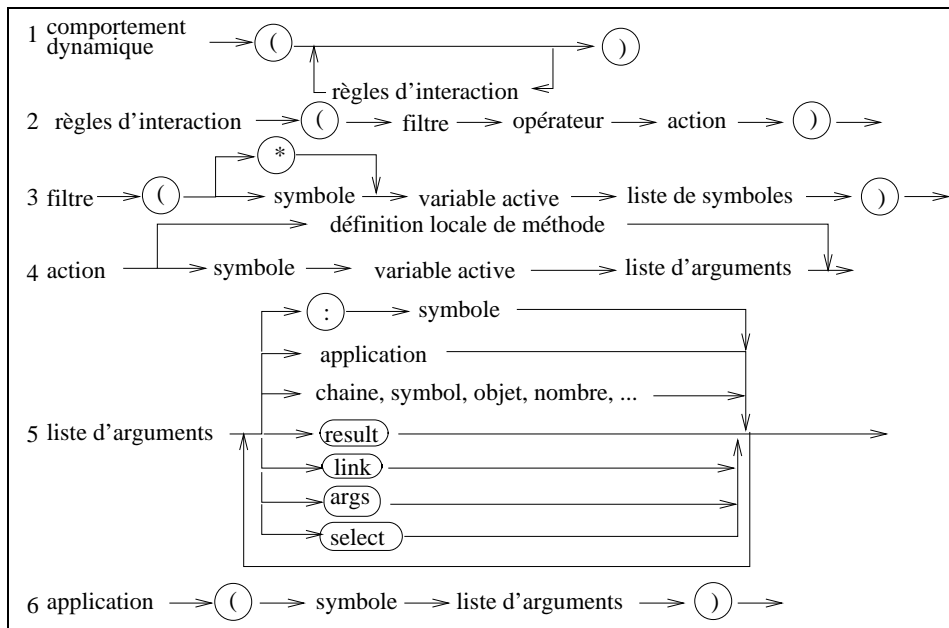 1 comportement
dynamique ( )
règles d'interaction
2 règles d'interaction ( filtre opérateur action )
*
3 filtre ( symbole variable active liste de symboles )
définition locale de méthode
4 action symbole variable active liste d'arguments
: symbole
application
chaine, symbol, objet, nombre, ...
5 liste d'arguments result
link
args
select
6 application ( symbole liste d'arguments )